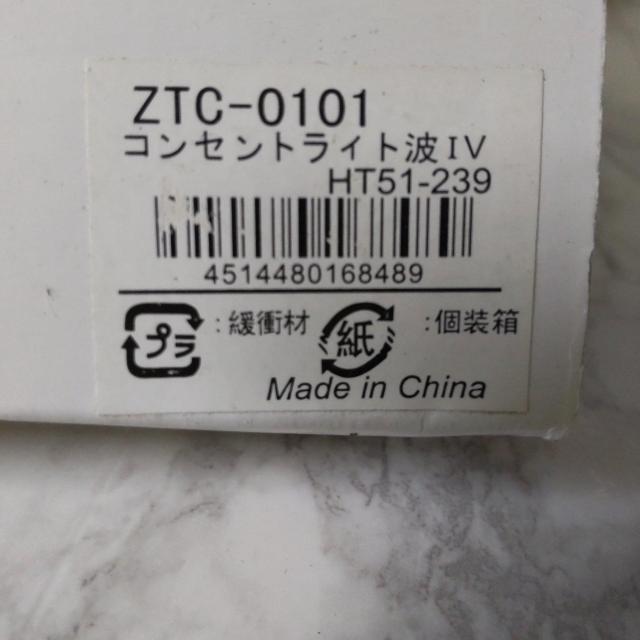 ZTC-0101
コンセントライト波IV
HT51-239
4514480168489
プラ :緩衝材 紙 :個装箱
Made in China